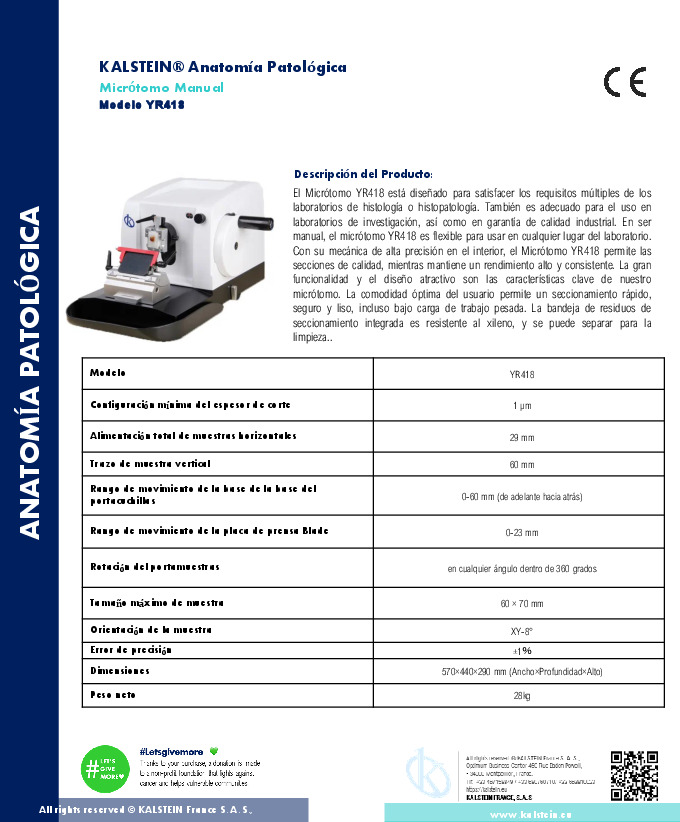 KALSTEIN® Anatomía Patológica
Micrótomo Manual
Modelo YR418
CE
ANATOMÍA PATOLÓGICA
Descripción del Producto:
El Micrótomo YR418 está diseñado para satisfacer los requisitos múltiples de los
laboratorios de histología o histopatología. También es adecuado para el uso en
laboratorios de investigación, así como en garantía de calidad industrial. En ser
manual, el micrótomo YR418 es flexible para usar en cualquier lugar del laboratorio.
Con su mecánica de alta precisión en el interior, el Micrótomo YR418 permite las
secciones de calidad, mientras mantiene un rendimiento alto y consistente. La gran
funcionalidad y el diseño atractivo son las características clave de nuestro
micrótomo. La comodidad óptima del usuario permite un seccionamiento rápido,
seguro y liso, incluso bajo carga de trabajo pesada. La bandeja de residuos de
seccionamiento integrada es resistente al xileno, y se puede separar para la
limpieza..
Modelo YR418
Configuración mínima del espesor de corte 1 μm
Alimentación total de muestras horizontales 29 mm
Trazo de muestra vertical 60 mm
Rango de movimiento de la base de la base del
portacuchillas 0-60 mm (de adelante hacia atrás)
Rango de movimiento de la placa de prensa Blade 0-23 mm
Rotación del portamuestras en cualquier ángulo dentro de 360 grados
Tamaño máximo de muestra 60 × 70 mm
Orientación de la muestra XY-8°
Error de precisión ±1%
Dimensiones 570×440×290 mm (Ancho×Profundidad×Alto)
Peso neto 28kg
#LET'S
GIVE
MORE
#Letsgivemore
Thanks to your purchase, a donation is made
to a non-profit foundation that fights against
cancer and helps vulnerable communities
All rights reserved © KALSTEIN France S. A. S.,
Optimum Business Center 450 Rue Baden Powell,
• 34000 Montpellier, France.
https://kalstein.eu
KALSTEIN FRANCE, S.A.S
All rights reserved © KALSTEIN France S.A.S.,
www.kalstein.eu